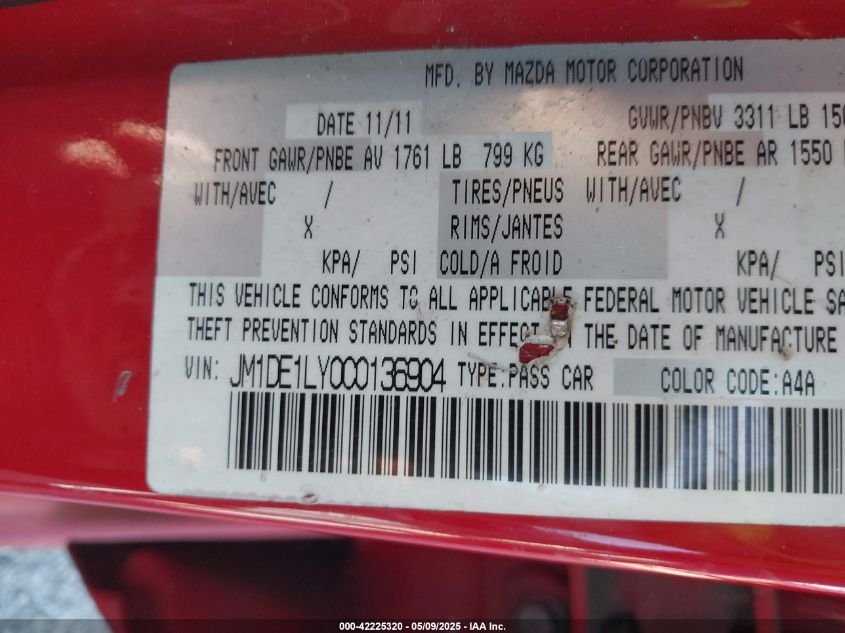 MFD. BY MAZDA MOTOR CORPORATION
DATE 11/11 GVWR/PNBV 3311 LB 150
FRONT GAWR/PNBE AV 1761 LB 799 KG REAR GAWR/PNBE AR 1550
WITH/AVEC / TIRES/PNEUS WITH/AVEC /
X RIMS/JANTES X
KPA/ PSI COLD/A FROID KPA/ PSI
THIS VEHICLE CONFORMS TO ALL APPLICABLE FEDERAL MOTOR VEHICLE SA
THEFT PREVENTION STANDARDS IN EFFECT THE DATE OF MANUFACTURE
VIN: JM1DE1LY0C0136904 TYPE:PASS CAR COLOR CODE:A4A
000-42225320 - 05/09/2025 - IAA Inc.